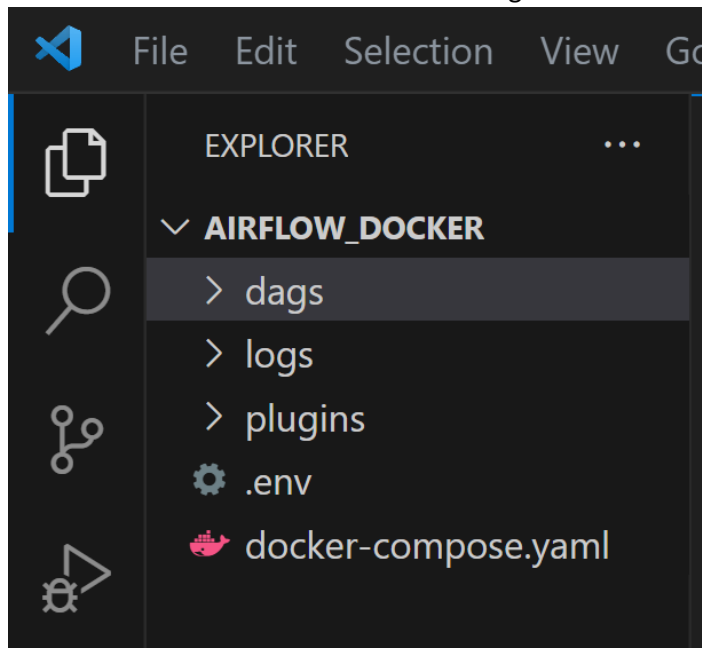 File Edit Selection View
EXPLORER ...
AIRFLOW_DOCKER
dags
logs
plugins
.env
docker-compose.yaml